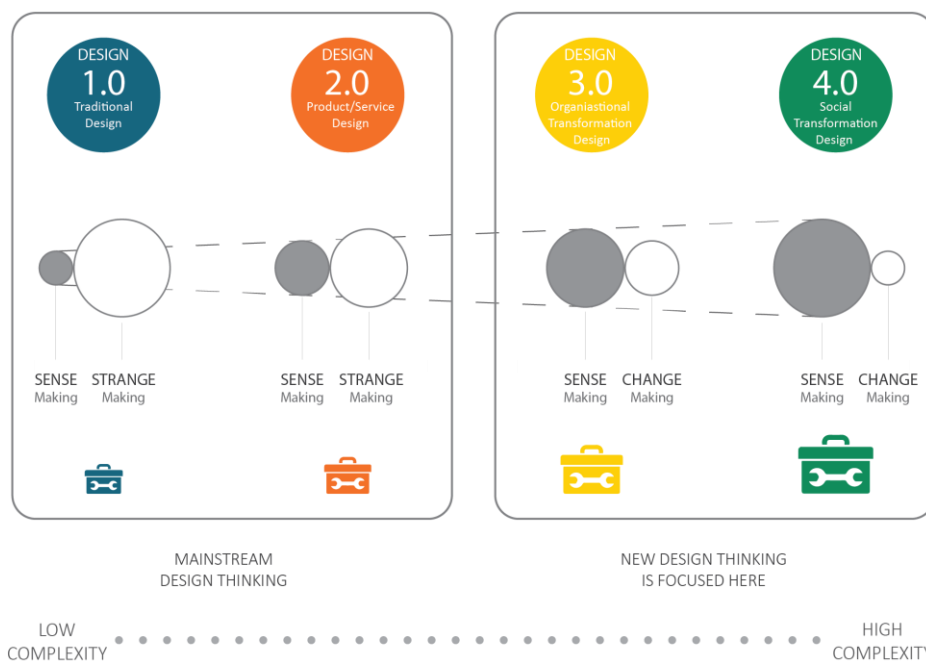 DESIGN
1.0
Traditional
Design
DESIGN
2.0
Product/Service
Design
DESIGN
3.0
Organiastional
Transformation
Design
DESIGN
4.0
Social
Transformation
Design
SENSE
Making
STRANGE
Making
SENSE
Making
STRANGE
Making
SENSE
Making
CHANGE
Making
SENSE
Making
CHANGE
Making
MAINSTREAM
DESIGN THINKING
NEW DESIGN THINKING
IS FOCUSED HERE
LOW
COMPLEXITY
HIGH
COMPLEXITY